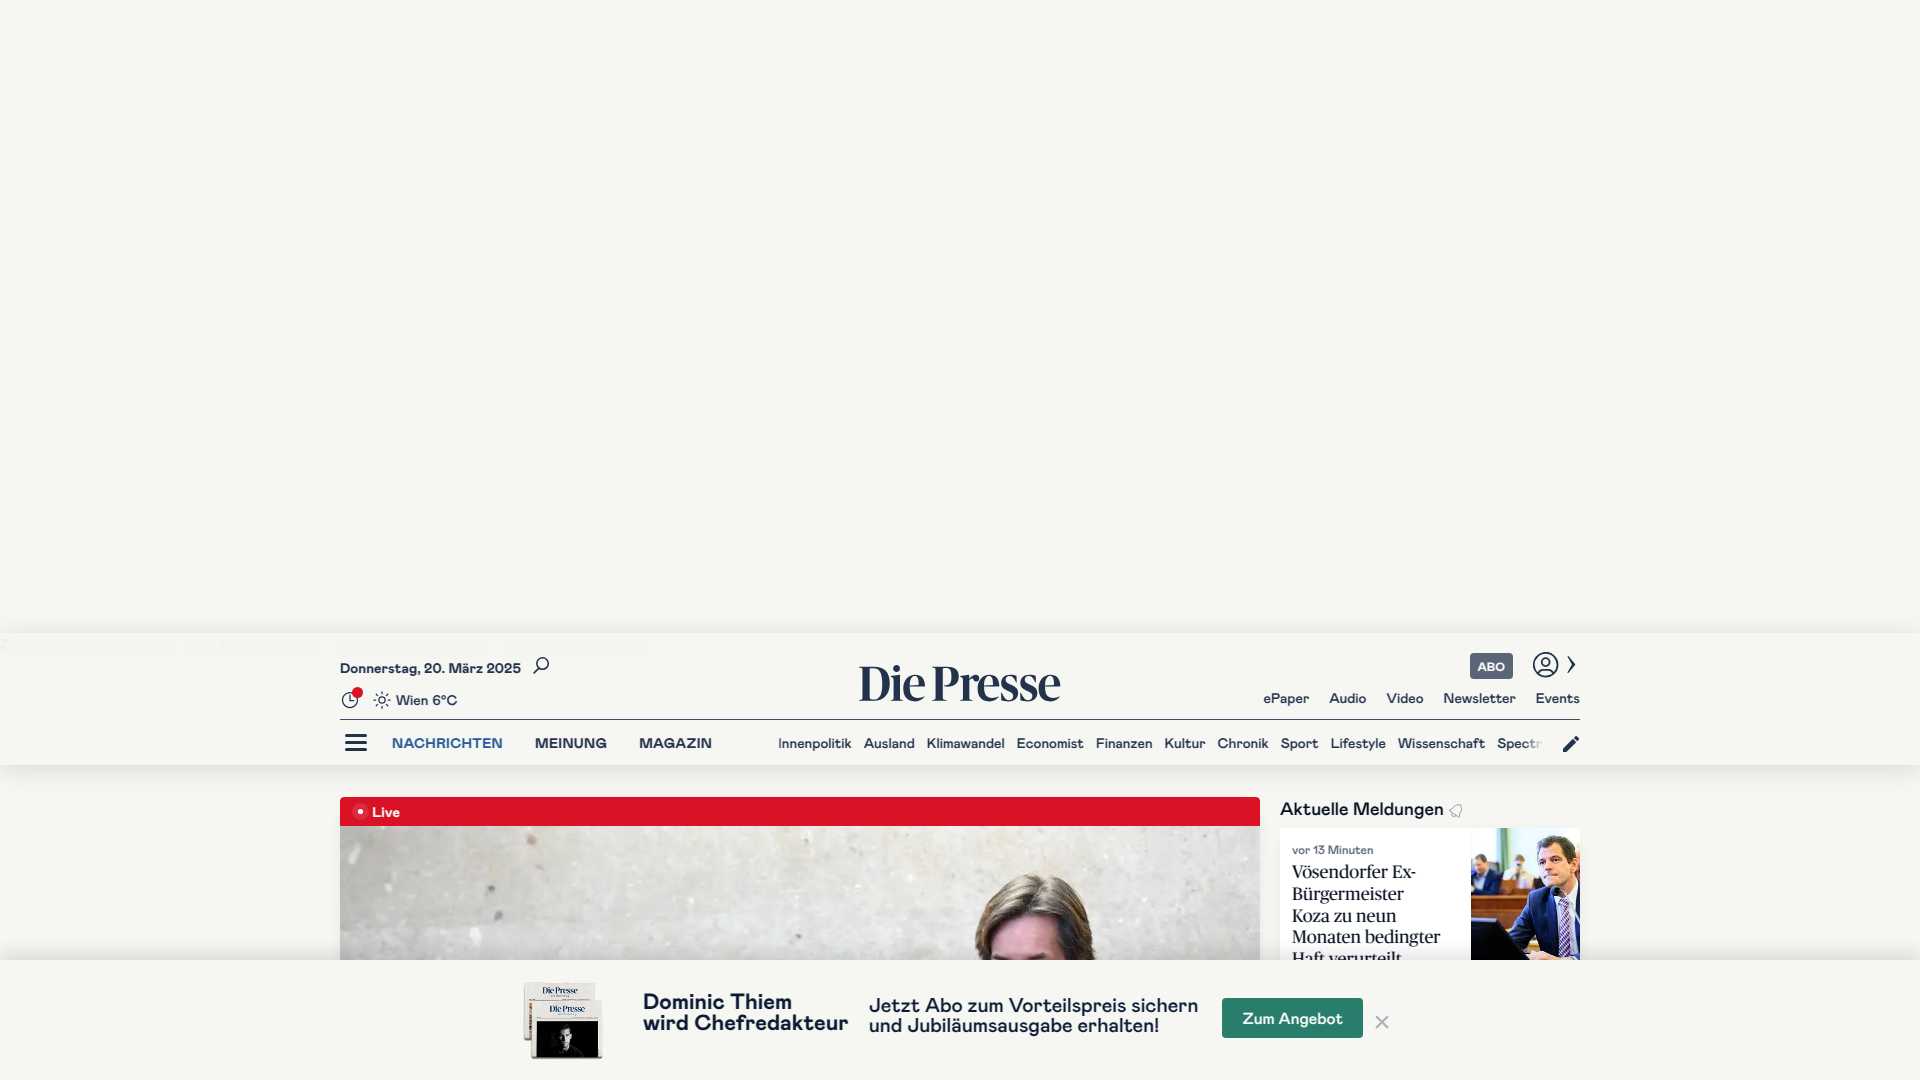 Donnerstag, 20. März 2025
Die Presse
ABO
Wien 6°C
ePaper Audio Video Newsletter Events
NACHRICHTEN MEINUNG MAGAZIN
Innenpolitik Ausland Klimawandel Economist Finanzen Kultur Chronik Sport Lifestyle Wissenschaft
Live
Aktuelle Meldungen
vor 13 Minuten
Vösendorfer Ex-
Bürgermeister
Koza zu neun
Monaten bedingter
Haft verurteilt
Die Presse
Die Presse
Dominic Thiem
wird Chefredakteur
Jetzt Abo zum Vorteilspreis sichern
und Jubiläumsausgabe erhalten!
Zum Angebot